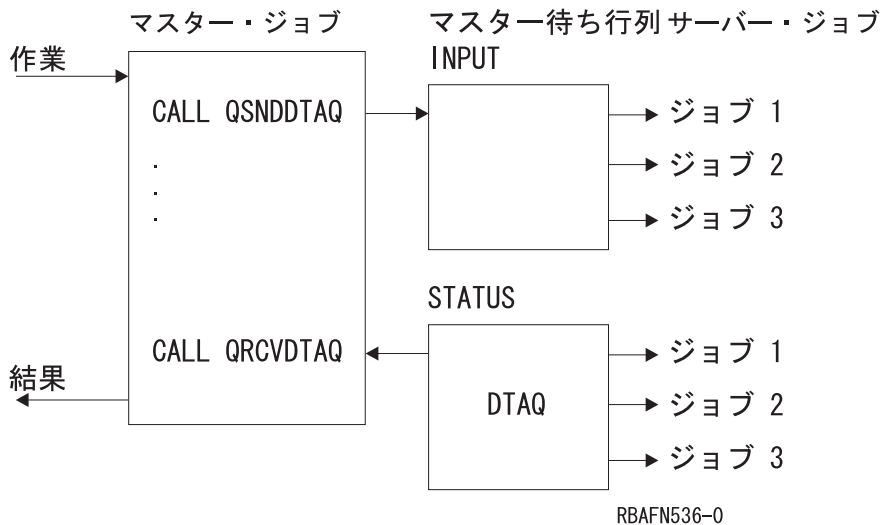 マスター・ジョブ
マスター待ち行列 サーバー・ジョブ
作業
INPUT
CALL QSNDDTAQ
.
.
.
ジョブ 1
ジョブ 2
ジョブ 3
STATUS
CALL QRCVDTAQ
結果
DTAQ
ジョブ 1
ジョブ 2
ジョブ 3
RBAFN536-0